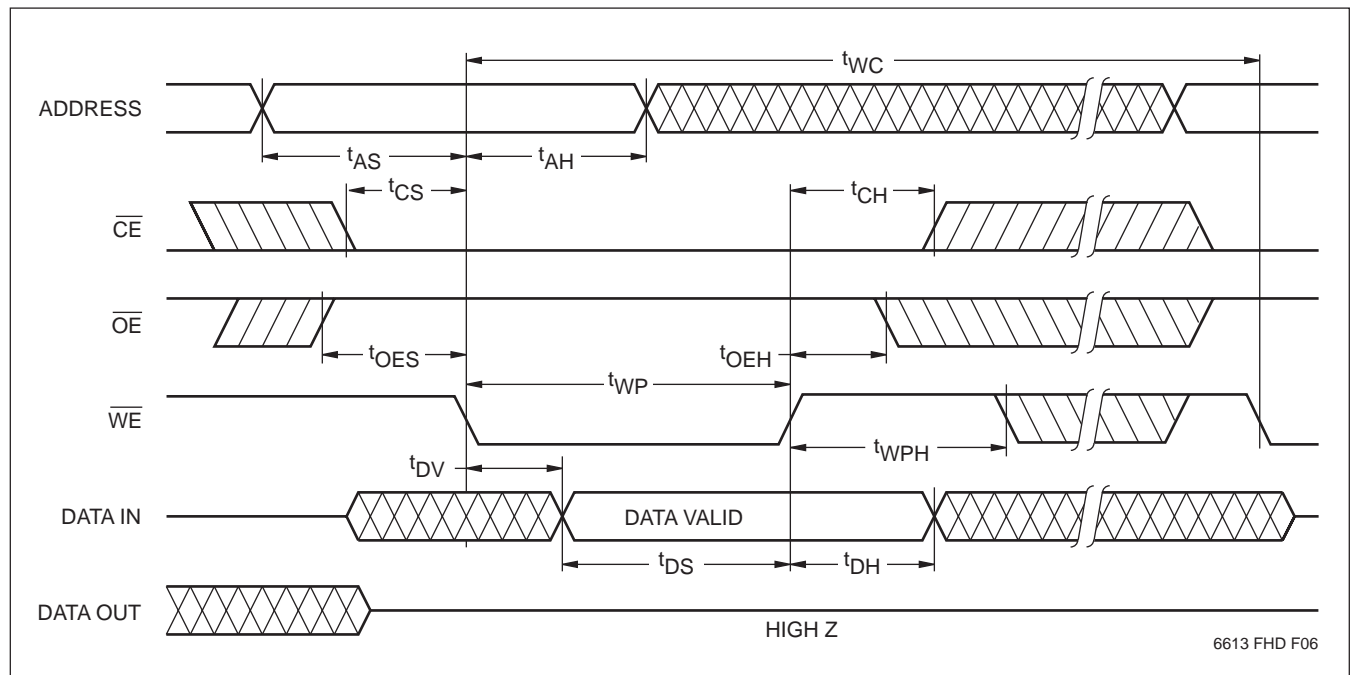 tWC
ADDRESS
tAS
tAH
tCS
tCH
CE
OE
tOES
tOEH
tWP
WE
tWPH
tDV
DATA IN
DATA VALID
tDS
tDH
DATA OUT
HIGH Z
6613 FHD F06